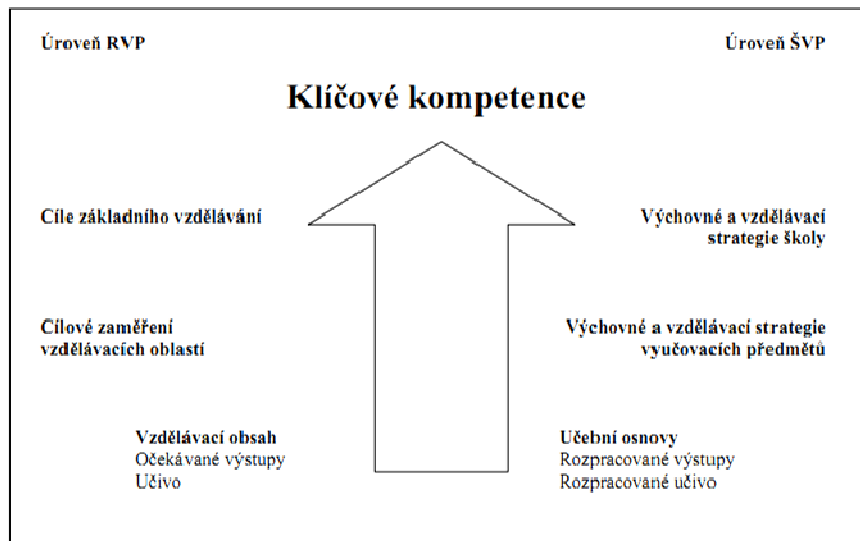 Úroveň RVP
Úroveň ŠVP
Klíčové kompetence
Cíle základního vzdělávání
Výchovné a vzdělávací
strategie školy
Cílové zaměření
vzdělávacích oblastí
Výchovné a vzdělávací strategie
vyučovacích předmětů
Vzdělávací obsah
Očekávané výstupy
Učivo
Učební osnovy
Rozpracované výstupy
Rozpracované učivo